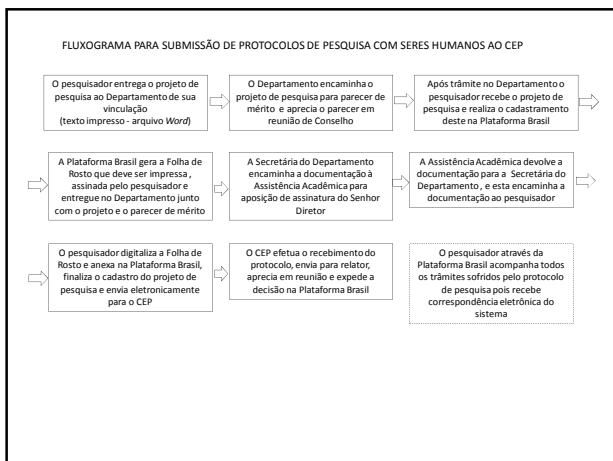 FLUXOGRAMA PARA SUBMISSÃO DE PROTOCOLOS DE PESQUISA COM SERES HUMANOS AO CEP
O pesquisador entrega o projeto de
pesquisa ao Departamento de sua
vinculação
(texto impresso - arquivo Word)
O Departamento encaminha o
projeto de pesquisa para parecer de
mérito e aprecia o parecer em
reunião de Conselho
Após trâmite no Departamento o
pesquisador recebe o projeto de
pesquisa e realiza o cadastramento
deste na Plataforma Brasil
A Plataforma Brasil gera a Folha de
Rosto que deve ser impressa ,
assinada pelo pesquisador e
entregue no Departamento junto
com o projeto e o parecer de mérito
A Secretária do Departamento
encaminha a documentação à
Assistência Acadêmica para
aposição de assinatura do Senhor
Diretor
A Assistência Acadêmica devolve a
documentação para a Secretária do
Departamento , e esta encaminha a
documentação ao pesquisador
O pesquisador digitaliza a Folha de
Rosto e anexa na Plataforma Brasil,
finaliza o cadastro do projeto de
pesquisa e envia eletronicamente
para o CEP
O CEP efetua o recebimento do
protocolo, envia para relator,
aprecia em reunião e expede a
decisão na Plataforma Brasil
O pesquisador através da
Plataforma Brasil acompanha todos
os trâmites sofridos pelo protocolo
de pesquisa pois recebe
correspondência eletrônica do
sistema